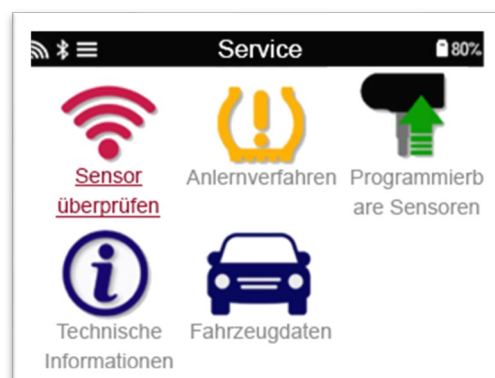 Service
80%
Sensor
überprüfen
Anlernverfahren
Programmierb
are Sensoren
Technische
Informationen
Fahrzeugdaten